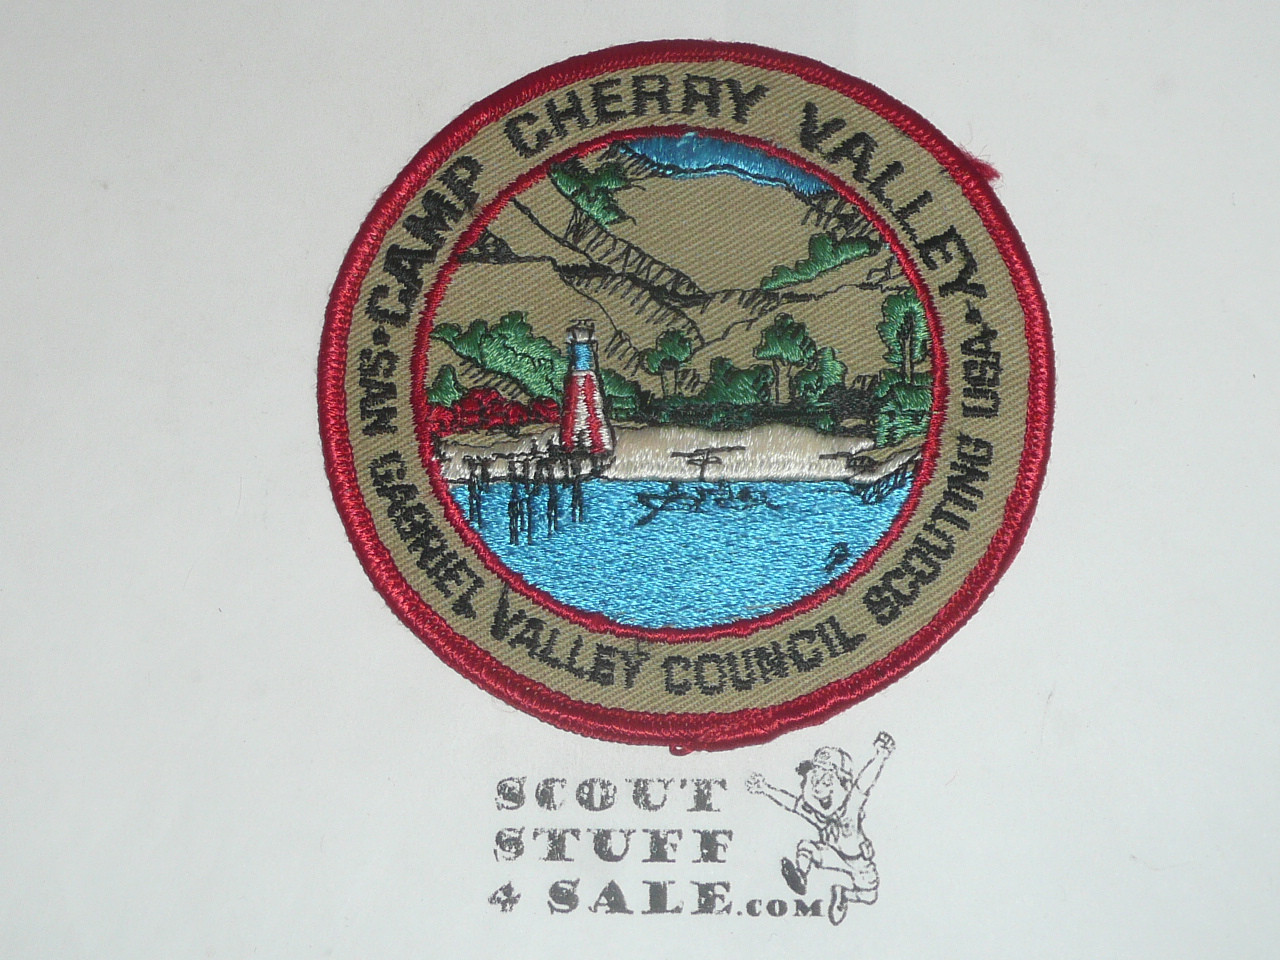 •CAMP CHERRY VALLEY•
SAN GABRIEL VALLEY COUNCIL SCOUTING USA
SCOUT
STUFF
4 SALE.COM